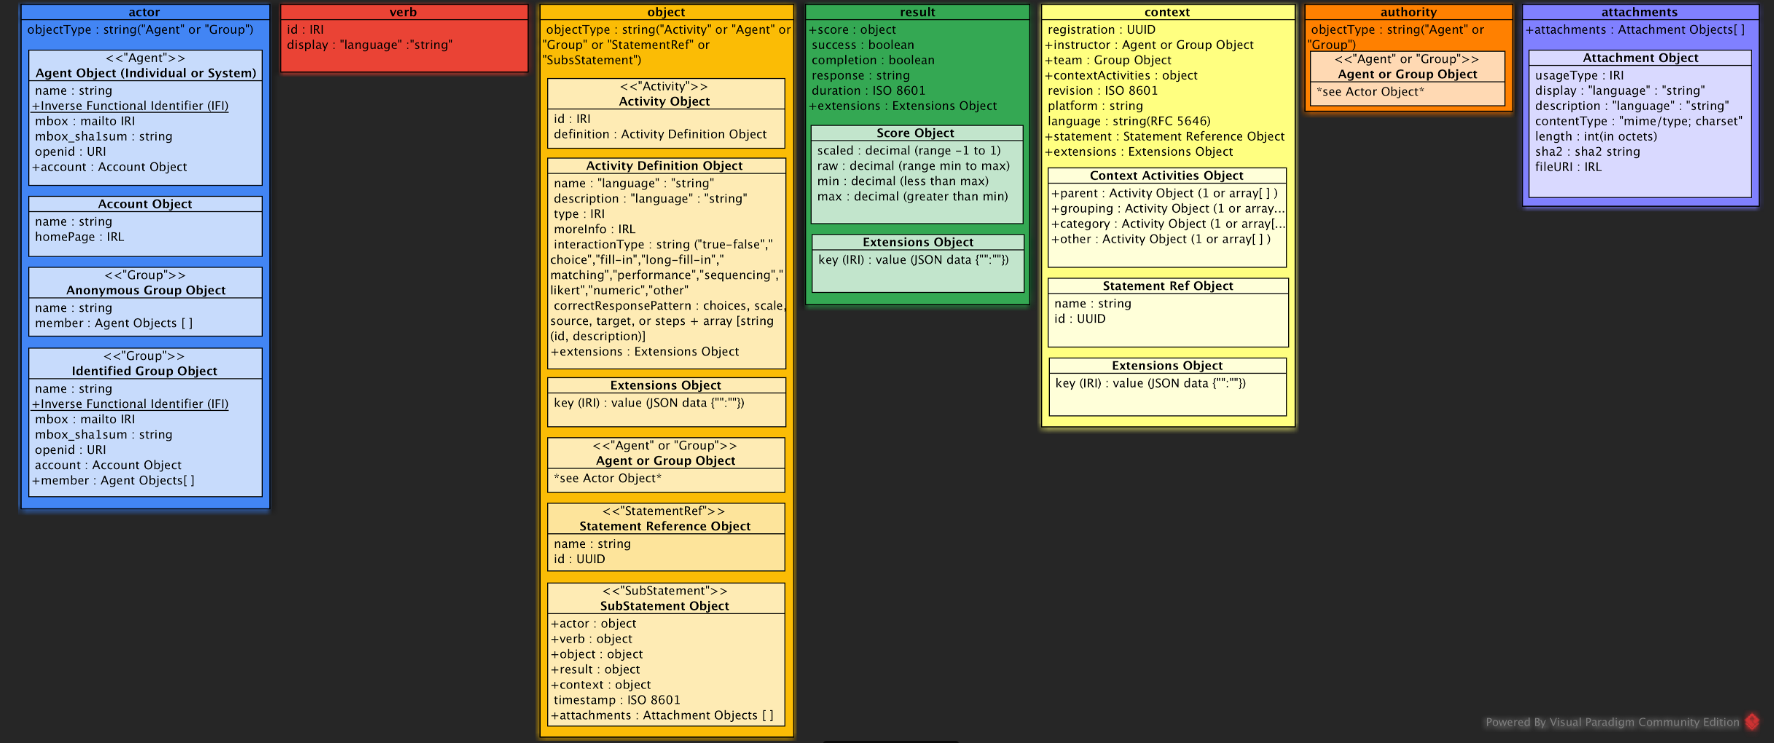 actor
objectType : string("Agent" or "Group")
<<"Agent">>
Agent Object (Individual or System)
name : string
+Inverse Functional Identifier (IFI)
mbox : mailto IRI
mbox_sha1sum : string
openid : URI
+account : Account Object
Account Object
name : string
homePage : IRL
<<"Group">>
Anonymous Group Object
name : string
member : Agent Objects [ ]
<<"Group">>
Identified Group Object
name : string
+Inverse Functional Identifier (IFI)
mbox : mailto IRI
mbox_sha1sum : string
openid : URI
account : Account Object
+member : Agent Objects[ ]
verb
id : IRI
display : "language" :"string"
object
objectType : string("Activity" or "Agent" or
"Group" or "StatementRef" or
"SubsStatement")
<<"Activity">>
Activity Object
id : IRI
definition : Activity Definition Object
Activity Definition Object
name : "language" : "string"
description : "language" : "string"
type : IRI
moreInfo : IRL
interactionType : string ("true-false","
choice","fill-in","long-fill-in","
matching","performance","sequencing","
likert","numeric","other"
correctResponsePattern : choices, scale,
source, target, or steps + array [string
(id, description)]
+extensions : Extensions Object
Extensions Object
key (IRI) : value (JSON data {"":""})
<<"Agent" or "Group">>
Agent or Group Object
*see Actor Object*
<<"StatementRef">>
Statement Reference Object
name : string
id : UUID
<<"SubStatement">>
SubStatement Object
+actor : object
+verb : object
+object : object
+result : object
+context : object
timestamp : ISO 8601
+attachments : Attachment Objects [ ]
result
+score : object
success : boolean
completion : boolean
response : string
duration : ISO 8601
+extensions : Extensions Object
Score Object
scaled : decimal (range -1 to 1)
raw : decimal (range min to max)
min : decimal (less than max)
max : decimal (greater than min)
Extensions Object
key (IRI) : value (JSON data {"":""})
context
registration : UUID
+instructor : Agent or Group Object
+team : Group Object
+contextActivities : object
revision : ISO 8601
platform : string
language : string(RFC 5646)
+statement : Statement Reference Object
+extensions : Extensions Object
Context Activities Object
+parent : Activity Object (1 or array[ ] )
+grouping : Activity Object (1 or array...
+category : Activity Object (1 or array[...
+other : Activity Object (1 or array[ ] )
Statement Ref Object
name : string
id : UUID
Extensions Object
key (IRI) : value (JSON data {"":""})
authority
objectType : string("Agent" or
"Group")
<<"Agent" or "Group">>
Agent or Group Object
*see Actor Object*
attachments
+attachments : Attachment Objects[ ]
Attachment Object
usageType : IRI
display : "language" : "string"
description : "language" : "string"
contentType : "mime/type; charset"
length : int(in octets)
sha2 : sha2 string
fileURI : IRL
Powered By Visual Paradigm Community Edition